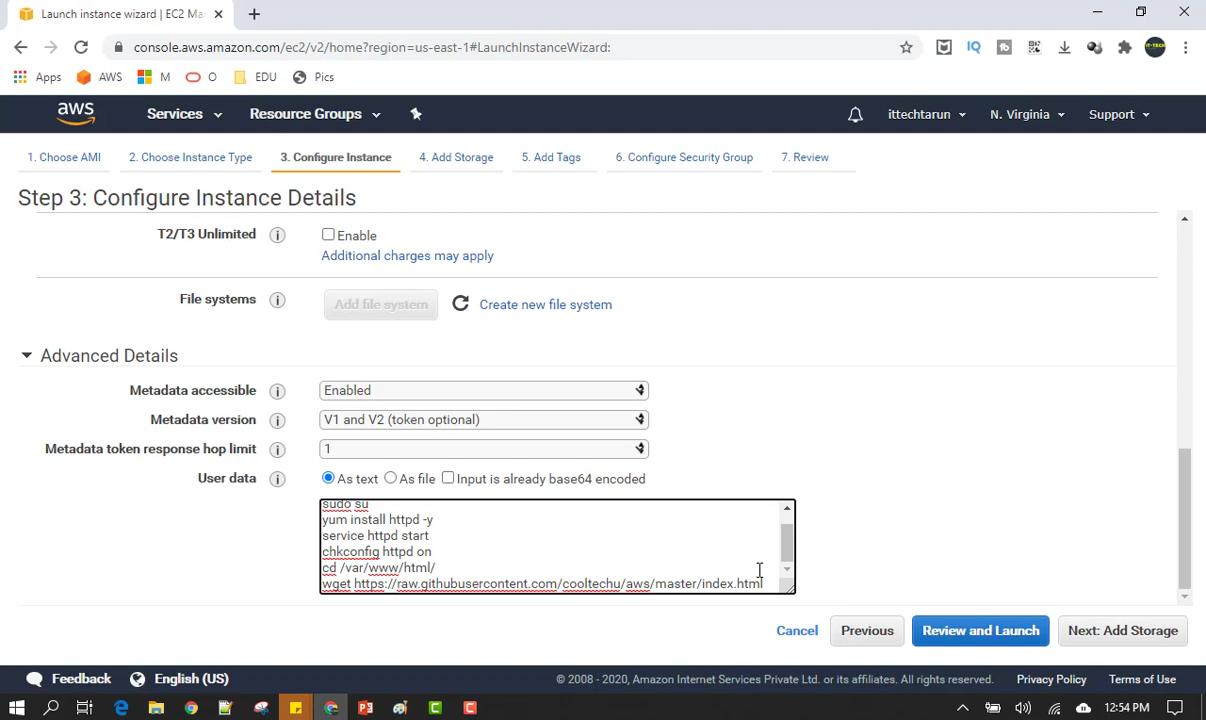 Launch instance wizard | EC2 Ma
console.aws.amazon.com/ec2/v2/home?region=us-east-1#LaunchInstanceWizard:
Apps AWS M O EDU Pics
aws Services Resource Groups ittechtarun N. Virginia Support
1. Choose AMI 2. Choose Instance Type 3. Configure Instance 4. Add Storage 5. Add Tags 6. Configure Security Group 7. Review
Step 3: Configure Instance Details
T2/T3 Unlimited Enable
Additional charges may apply
File systems Add file system Create new file system
Advanced Details
Metadata accessible Enabled
Metadata version V1 and V2 (token optional)
Metadata token response hop limit 1
User data As text As file Input is already base64 encoded
sudo su
yum install httpd -y
service httpd start
chkconfig httpd on
cd /var/www/html/
wget https://raw.githubusercontent.com/cooltechu/aws/master/index.html
Cancel Previous Review and Launch Next: Add Storage
Feedback English (US) © 2008 - 2020, Amazon Internet Services Private Ltd. or its affiliates. All rights reserved. Privacy Policy Terms of Use
12:54 PM